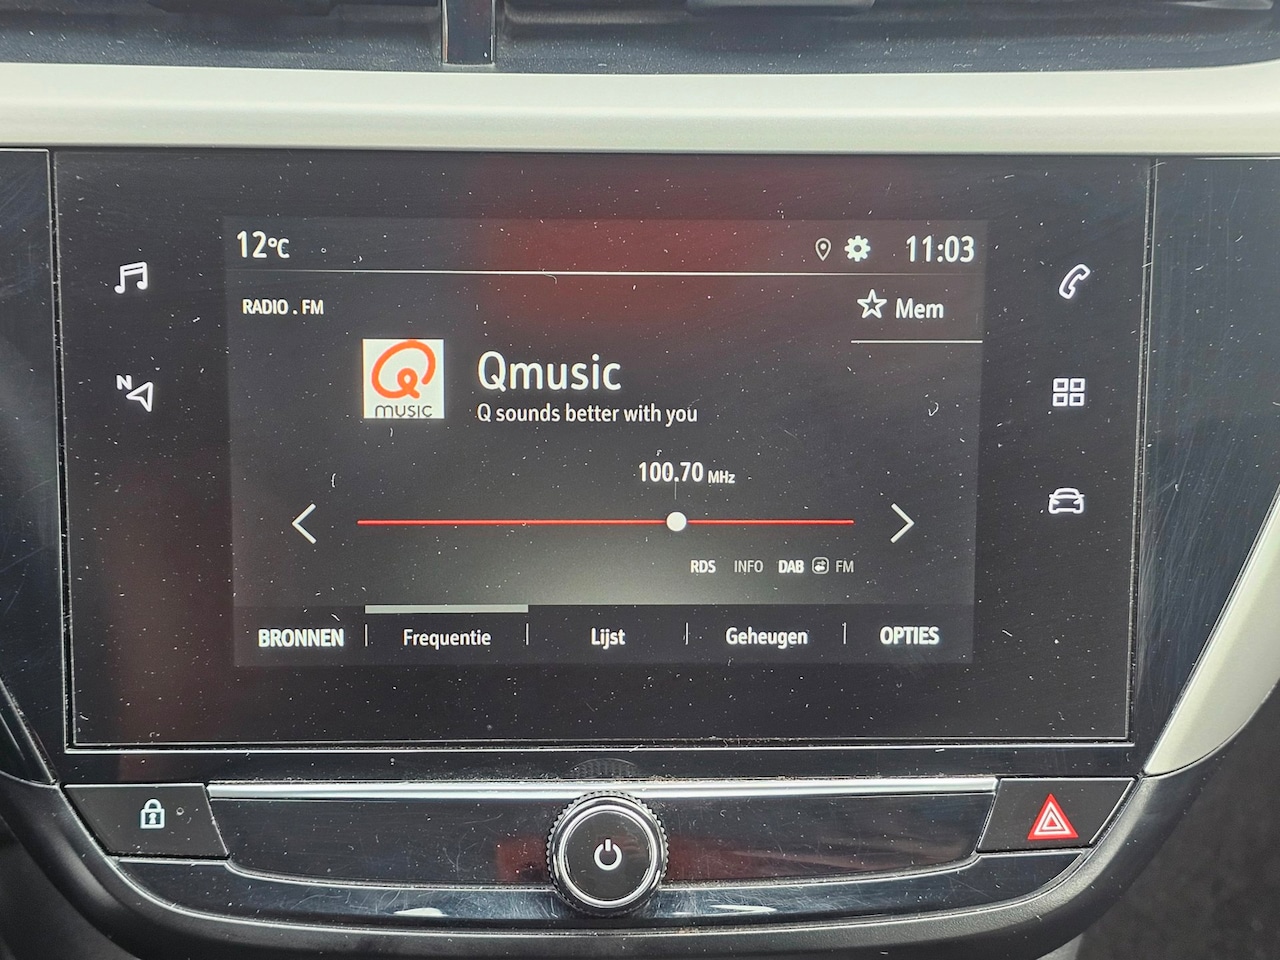 12°C 11:03
RADIO . FM
Mem
MUSIC
Qmusic
Q sounds better with you
100.70 MHz
RDS INFO DAB FM
BRONNEN Frequentie Lijst Geheugen OPTIES
N